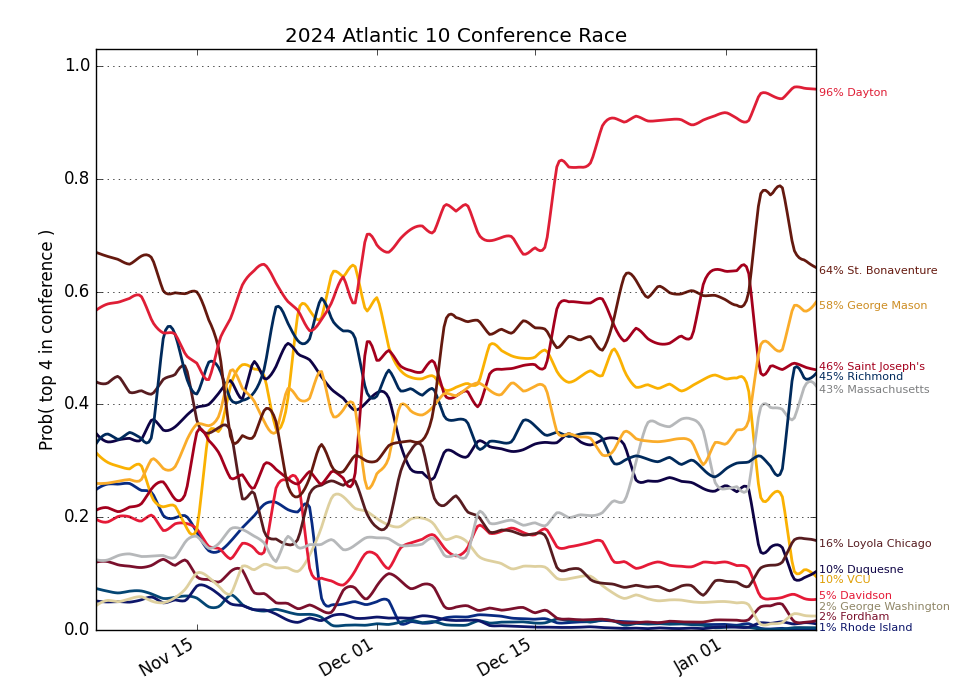 2024 Atlantic 10 Conference Race
Prob( top 4 in conference )
1.0
0.8
0.6
0.4
0.2
0.0
Nov 15
Dec 01
Dec 15
Jan 01
96% Dayton
64% St. Bonaventure
58% George Mason
46% Saint Joseph's
45% Richmond
43% Massachusetts
16% Loyola Chicago
10% Duquesne
10% VCU
5% Davidson
2% George Washington
2% Fordham
1% Rhode Island